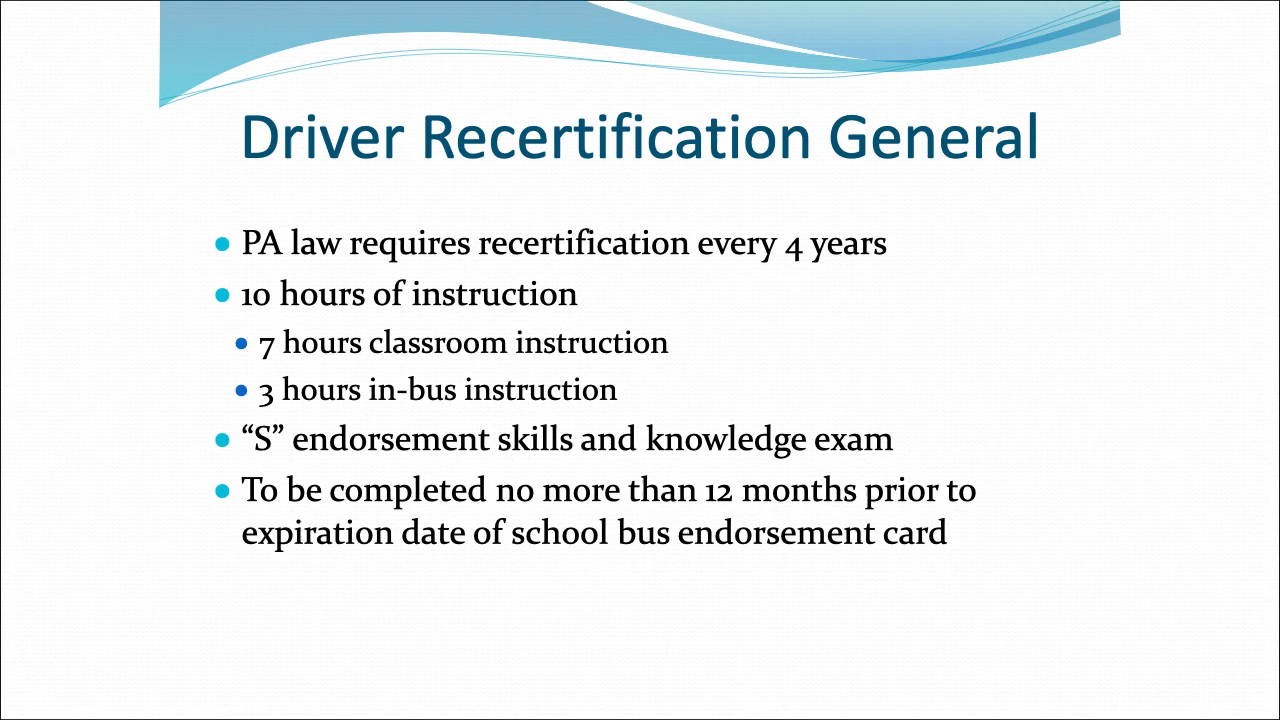 Driver Recertification General
• PA law requires recertification every 4 years
• 10 hours of instruction
• 7 hours classroom instruction
• 3 hours in-bus instruction
• “S” endorsement skills and knowledge exam
• To be completed no more than 12 months prior to
expiration date of school bus endorsement card